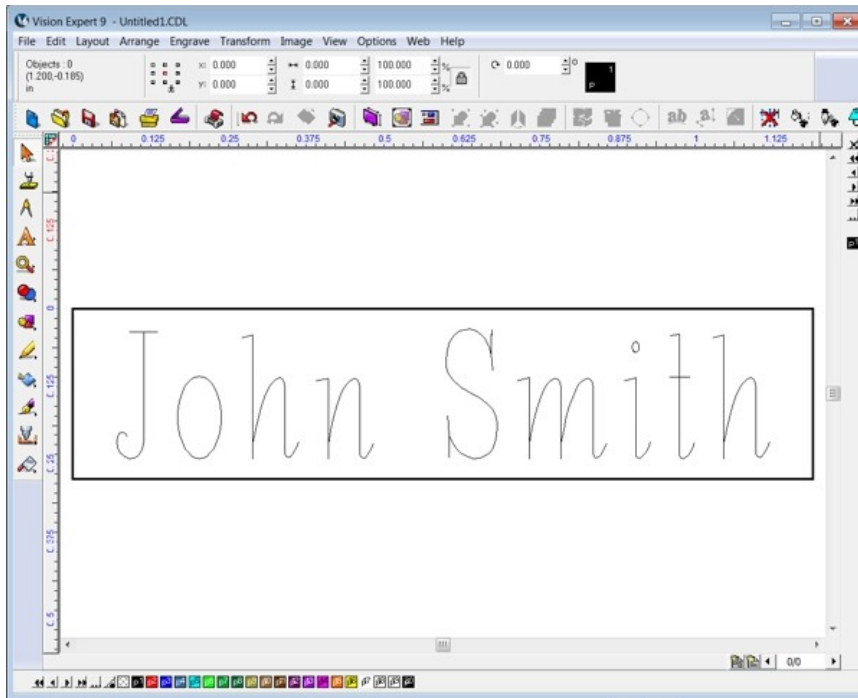 Vision Expert 9 - Untitled1.CDL
File Edit Layout Arrange Engrave Transform Image View Options Web Help
Objects : 0
(1.200,-0.185)
in
x: 0.000 0.000 100.000 % 0.000 °
y: 0.000 0.000 100.000 %
1
P
ab a
0 0.125 0.25 0.375 0.5 0.625 0.75 0.875 1 1.125
0
John Smith
0/0